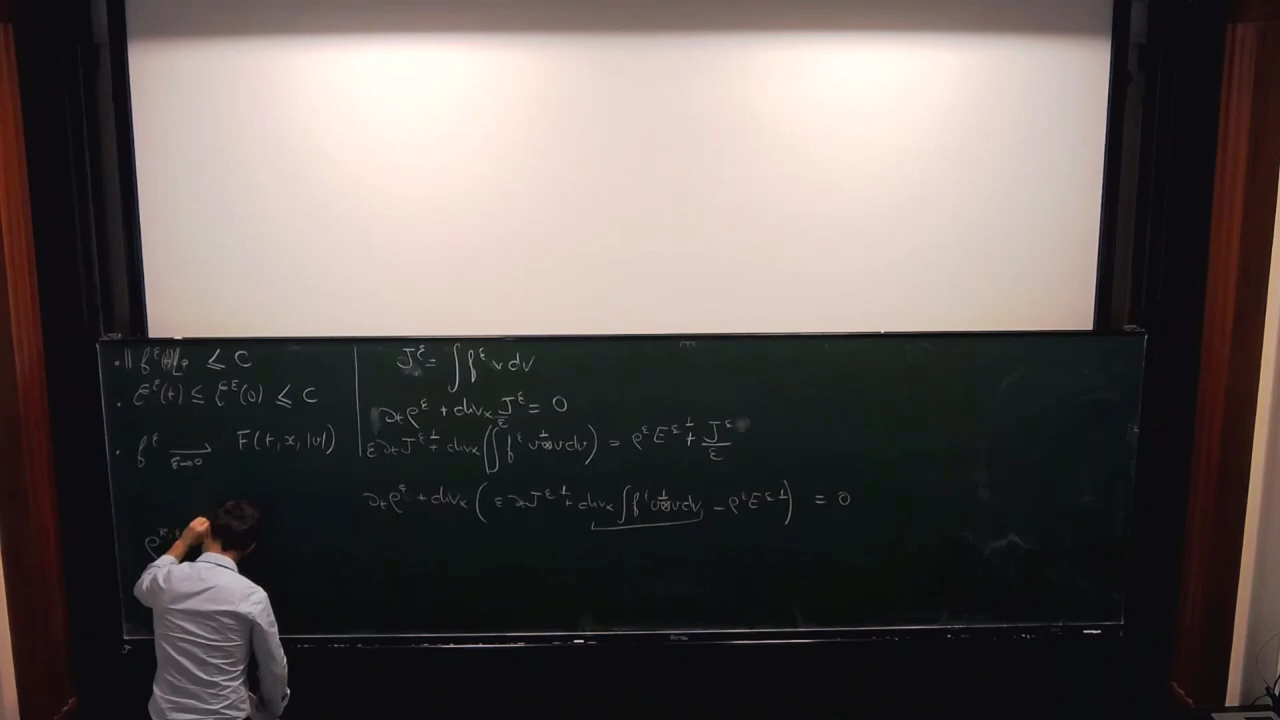 · ‖f^ε‖_{L^p} ≤ C
· ℰ^ε(t) ≤ ℰ^ε(0) ≤ C
· f^ε ⇀_{ε→0} F(t, x, |v|)
ρ^{R,ε}
J^ε = ∫ f^ε v dv
∂_t ρ^ε + div_x J^ε/ε = 0
ε ∂_t J^{ε⊥} + div_x (∫ f^ε v^⊥⊗v dv) = ρ^ε E^{ε⊥} + J^ε/ε
∂_t ρ^ε + div_x (ε ∂_t J^{ε⊥} + div_x ∫ f^ε v^⊥⊗v dv − ρ^ε E^{ε⊥}) = 0